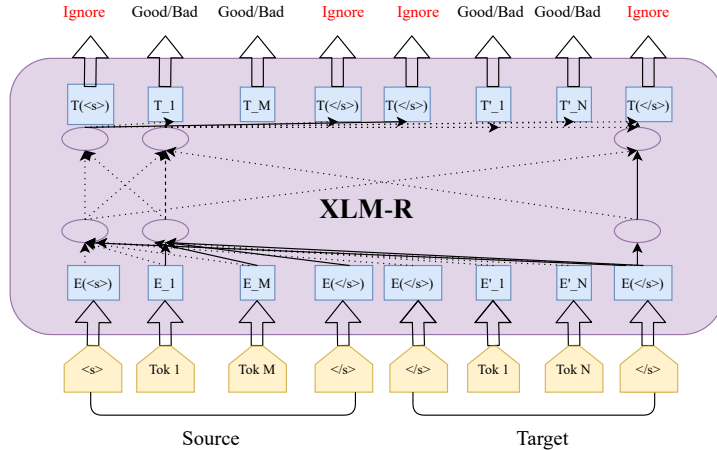 Ignore Good/Bad Good/Bad Ignore Ignore Good/Bad Good/Bad Ignore
T(<s>) T_1 T_M T(</s>) T(</s>) T'_1 T'_N T(</s>)
XLM-R
E(<s>) E_1 E_M E(</s>) E(</s>) E'_1 E'_N E(</s>)
<s> Tok 1 Tok M </s> </s> Tok 1 Tok N </s>
Source Target